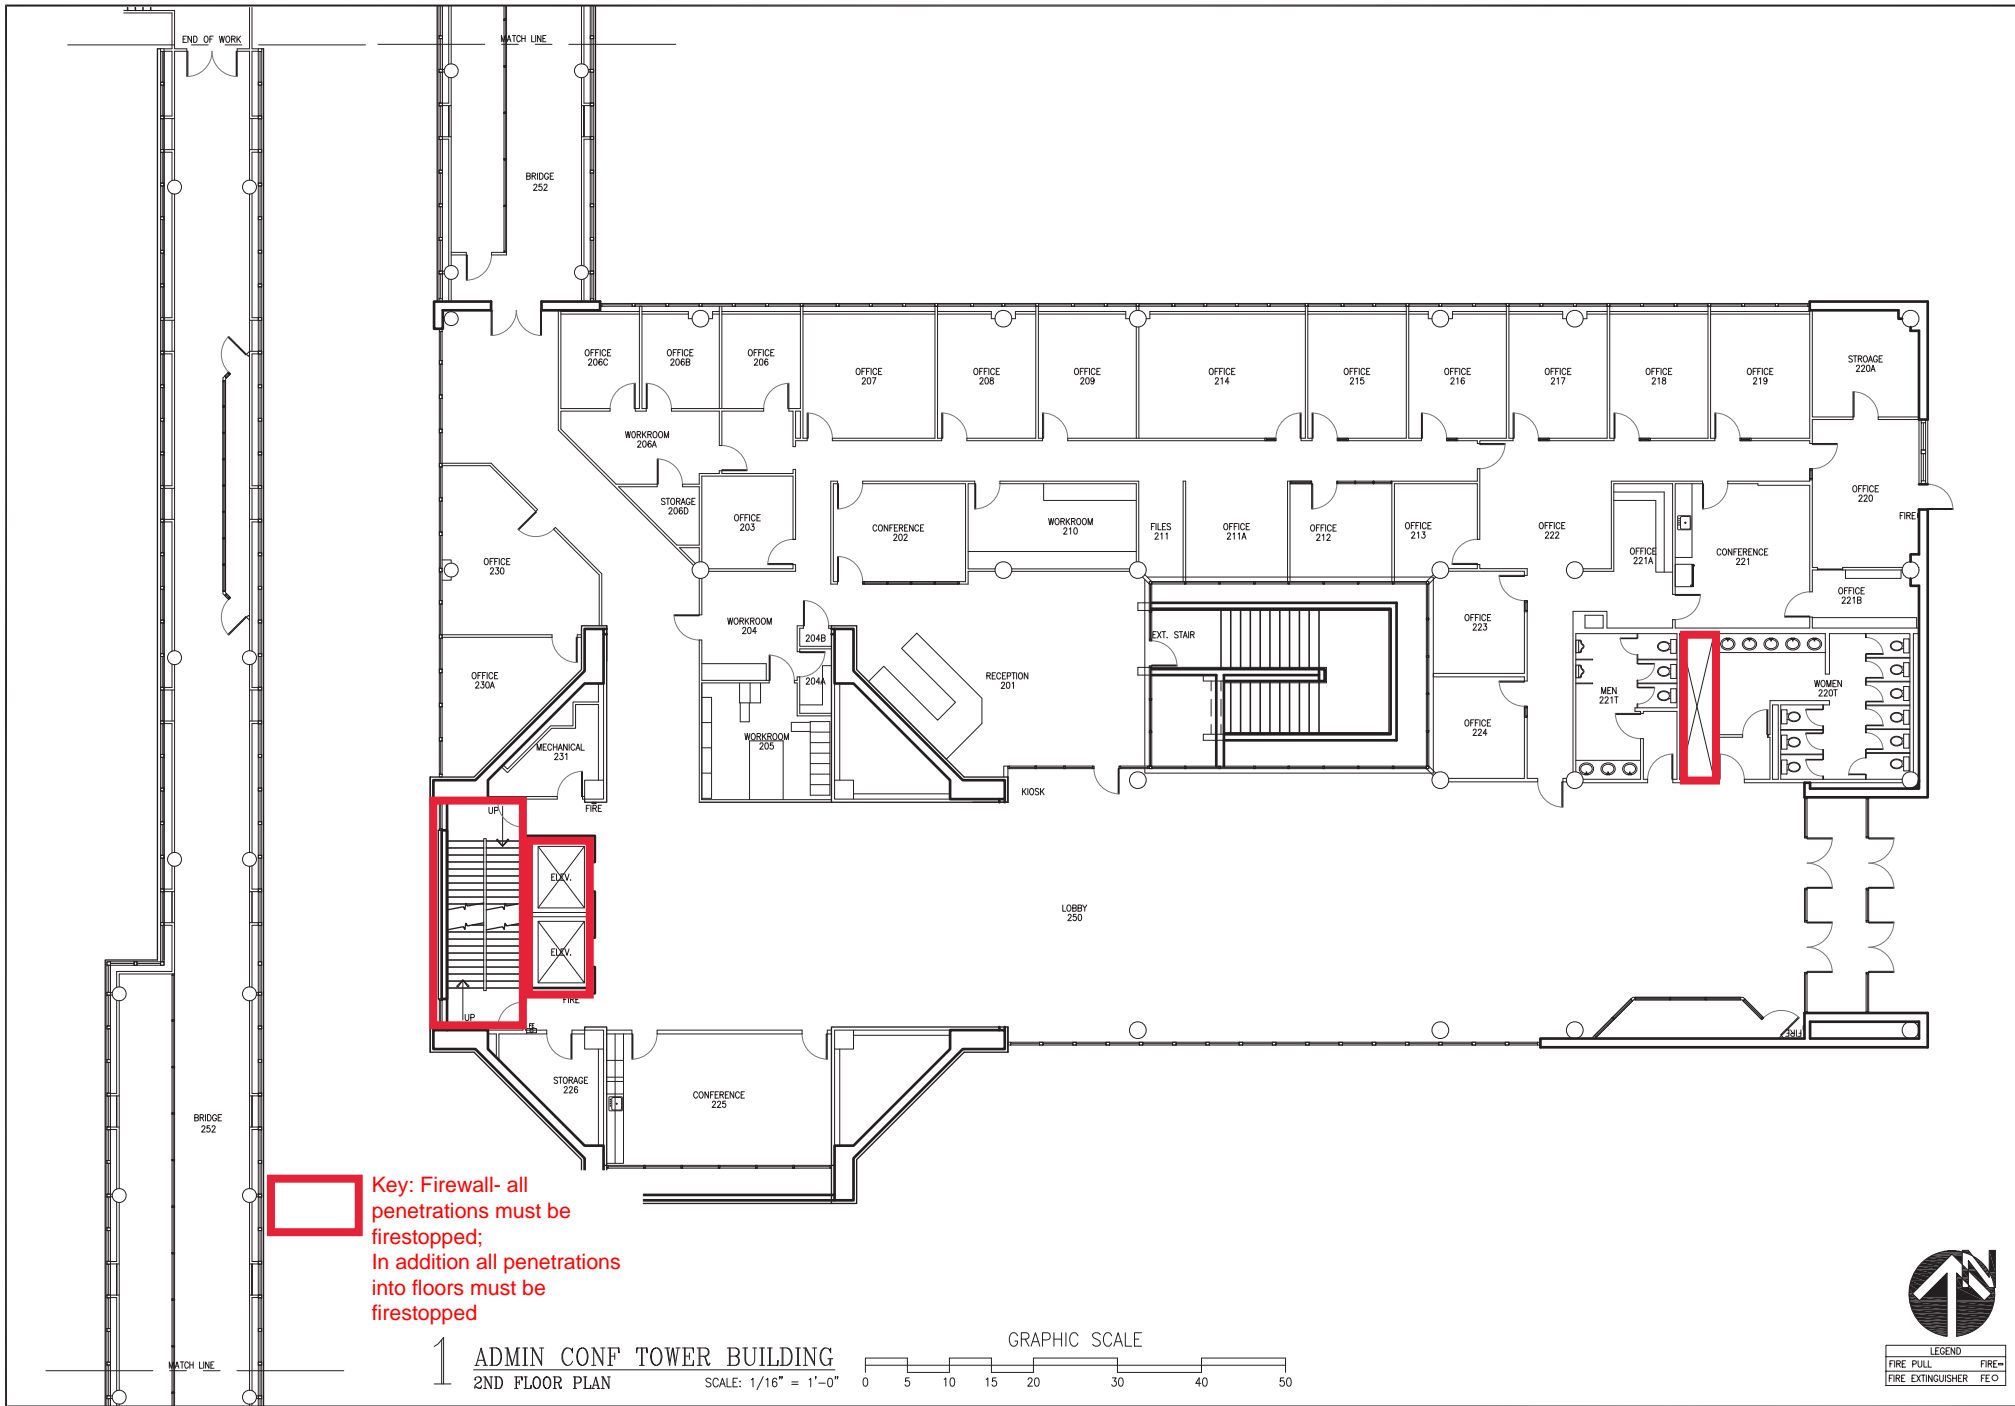 END OF WORK
MATCH LINE
BRIDGE
252
OFFICE
206C
OFFICE
206B
OFFICE
206
OFFICE
207
OFFICE
208
OFFICE
209
OFFICE
214
OFFICE
215
OFFICE
216
OFFICE
217
OFFICE
218
OFFICE
219
STROAGE
220A
WORKROOM
206A
STORAGE
206D
OFFICE
203
CONFERENCE
202
WORKROOM
210
FILES
211
OFFICE
211A
OFFICE
212
OFFICE
213
OFFICE
222
OFFICE
221A
CONFERENCE
221
OFFICE
220
FIRE
OFFICE
230
OFFICE
221B
WORKROOM
204
204B
EXT. STAIR
OFFICE
223
OFFICE
230A
204A
RECEPTION
201
MEN
221T
WOMEN
220T
OFFICE
224
MECHANICAL
231
WORKROOM
205
KIOSK
UP
FIRE
ELEV.
LOBBY
250
ELEV.
FIRE
UP
FE
FIRE
STORAGE
226
CONFERENCE
225
BRIDGE
252
Key: Firewall- all
penetrations must be
firestopped;
In addition all penetrations
into floors must be
firestopped
MATCH LINE
1
ADMIN CONF TOWER BUILDING
2ND FLOOR PLAN
SCALE: 1/16" = 1'-0"
GRAPHIC SCALE
0 5 10 15 20 30 40 50
N
LEGEND
FIRE PULL FIRE
FIRE EXTINGUISHER FE